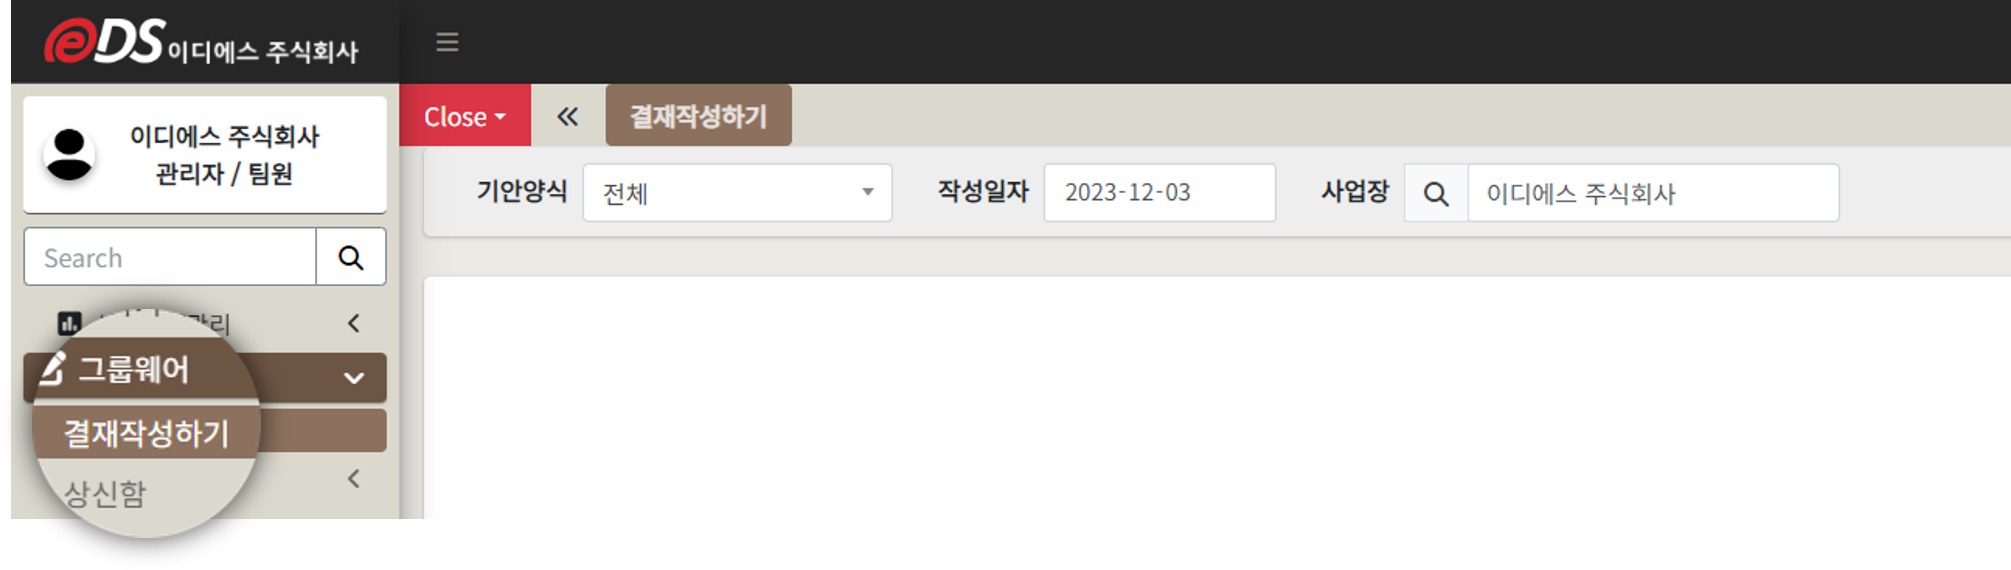 eDS 이디에스 주식회사
Close 결재작성하기
이디에스 주식회사
관리자 / 팀원
기안양식 전체 작성일자 2023-12-03 사업장 이디에스 주식회사
Search
그룹웨어
결재작성하기
상신함